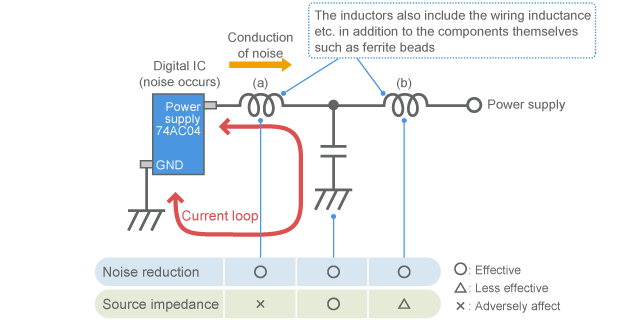 The inductors also include the wiring inductance
etc. in addition to the components themselves
such as ferrite beads
Conduction
of noise
Digital IC
(noise occurs)
(a)
(b)
Power
supply
74AC04
Power supply
GND
Current loop
Noise reduction
Source impedance
: Effective
: Less effective
: Adversely affect